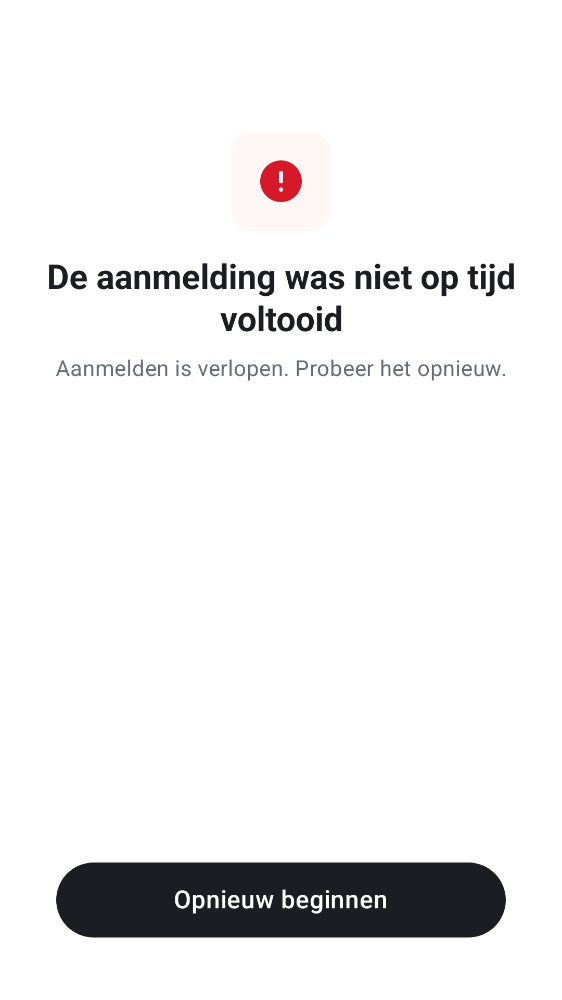 De aanmelding was niet op tijd
voltooid
Aanmelden is verlopen. Probeer het opnieuw.
Opnieuw beginnen